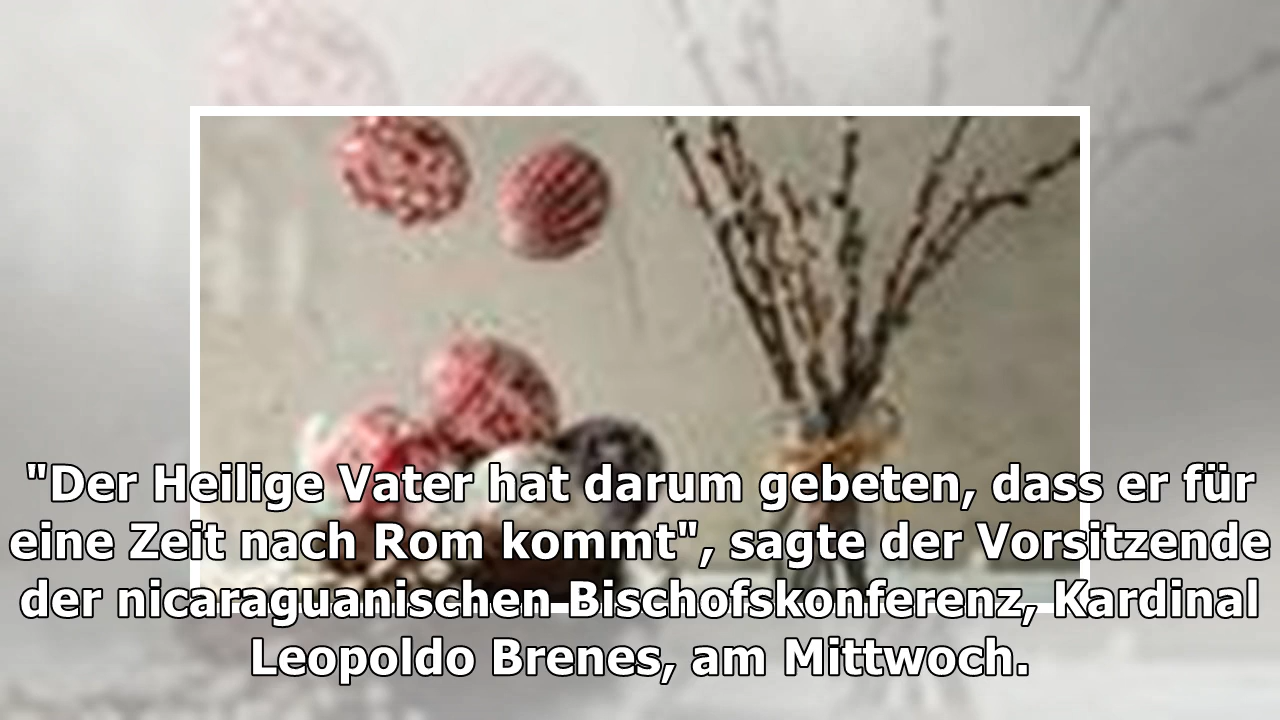 "Der Heilige Vater hat darum gebeten, dass er für
eine Zeit nach Rom kommt", sagte der Vorsitzende
der nicaraguanischen Bischofskonferenz, Kardinal
Leopoldo Brenes, am Mittwoch.